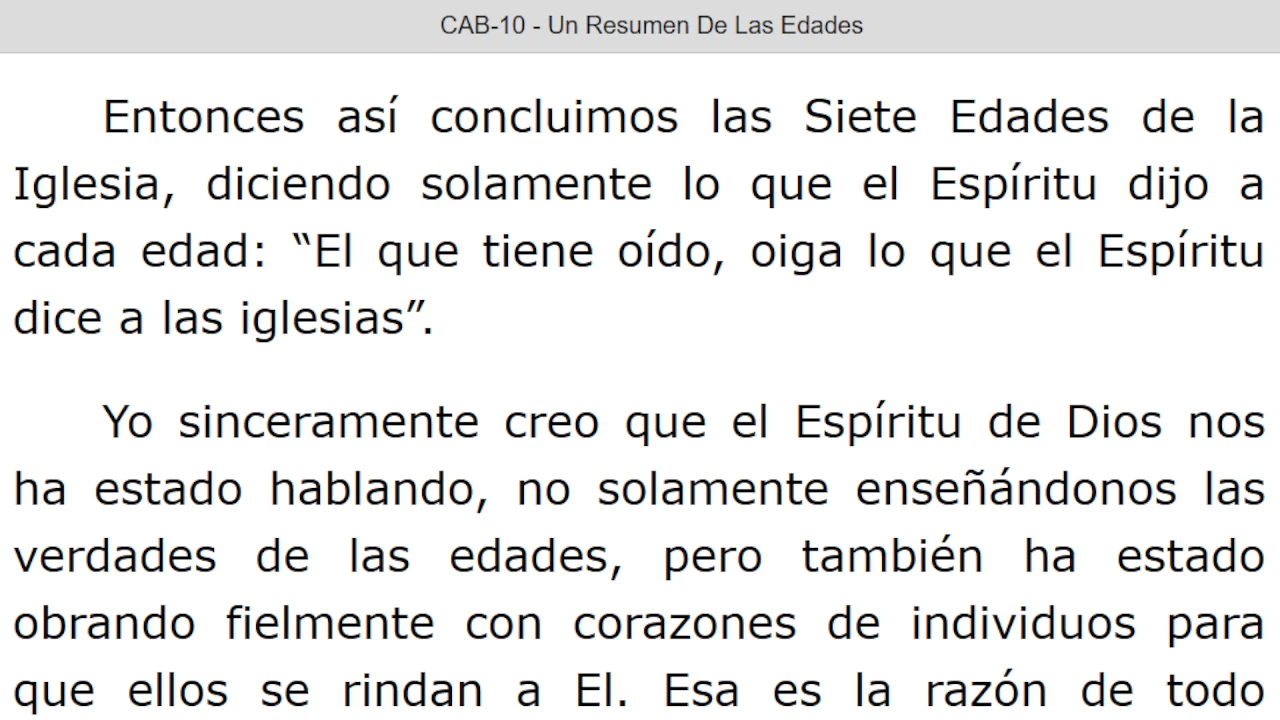 CAB-10 - Un Resumen De Las Edades
Entonces así concluimos las Siete Edades de la
Iglesia, diciendo solamente lo que el Espíritu dijo a
cada edad: “El que tiene oído, oiga lo que el Espíritu
dice a las iglesias”.
Yo sinceramente creo que el Espíritu de Dios nos
ha estado hablando, no solamente enseñándonos las
verdades de las edades, pero también ha estado
obrando fielmente con corazones de individuos para
que ellos se rindan a El. Esa es la razón de todo